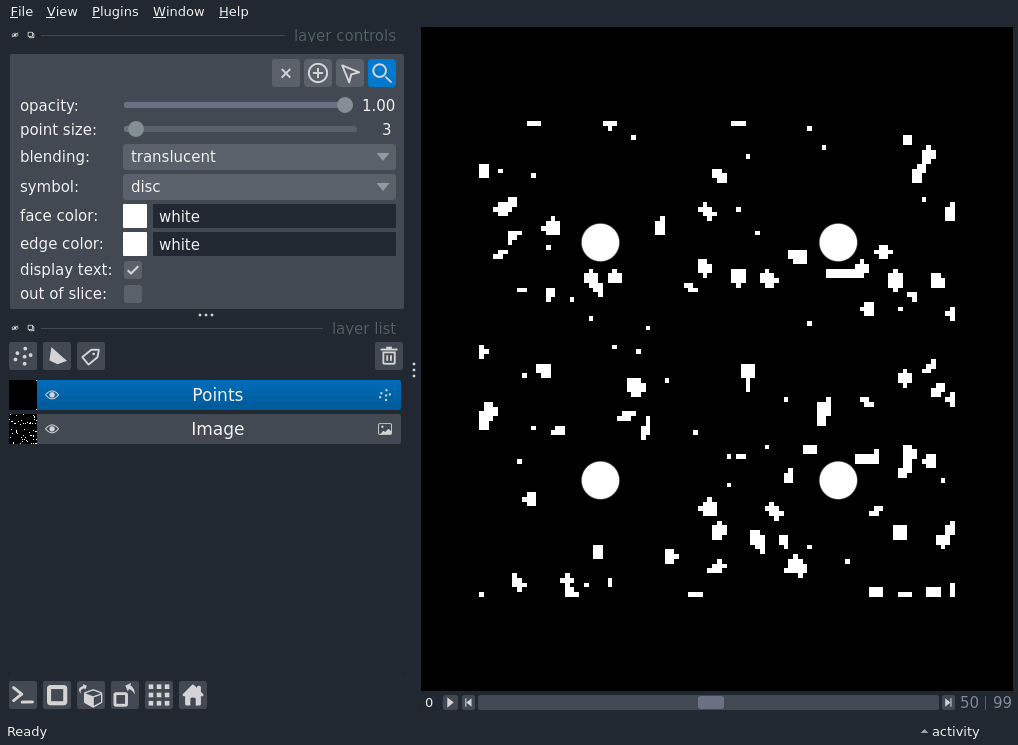 File View Plugins Window Help
layer controls
opacity: 1.00
point size: 3
blending: translucent
symbol: disc
face color: white
edge color: white
display text:
out of slice:
layer list
Points
Image
0 50 | 99
Ready activity